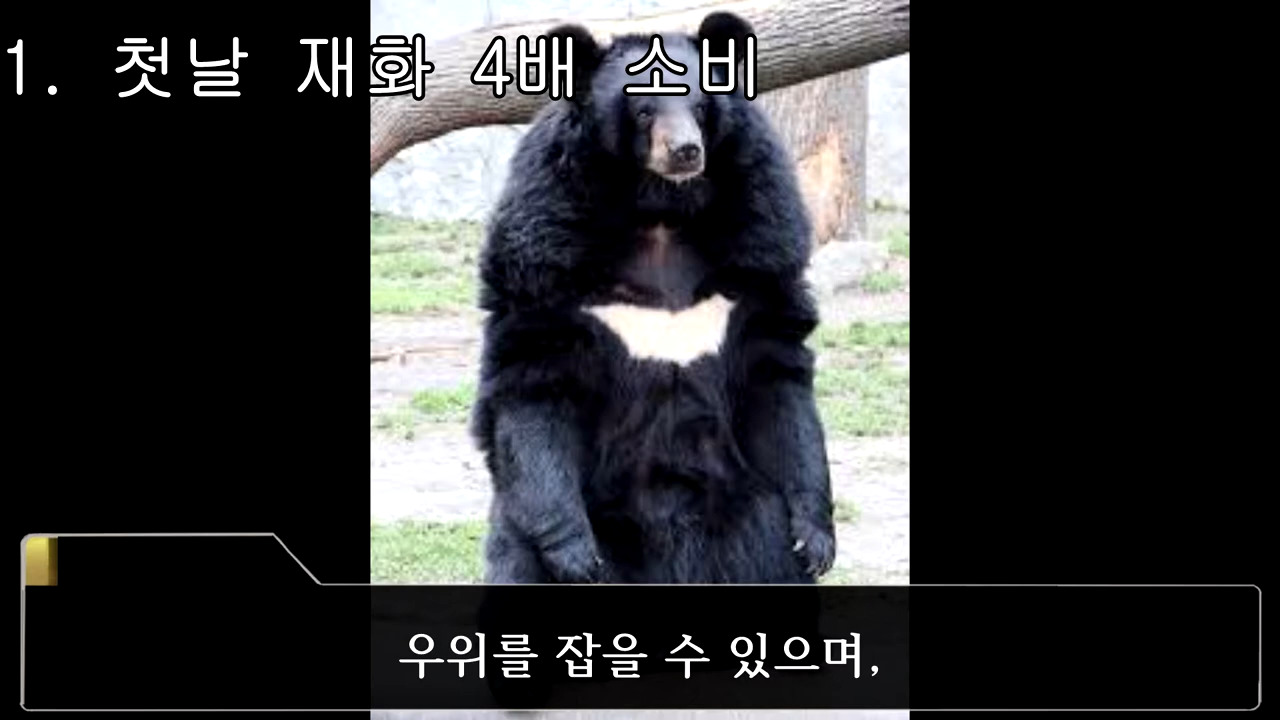 1. 첫날 재화 4배 소비
우위를 잡을 수 있으며,